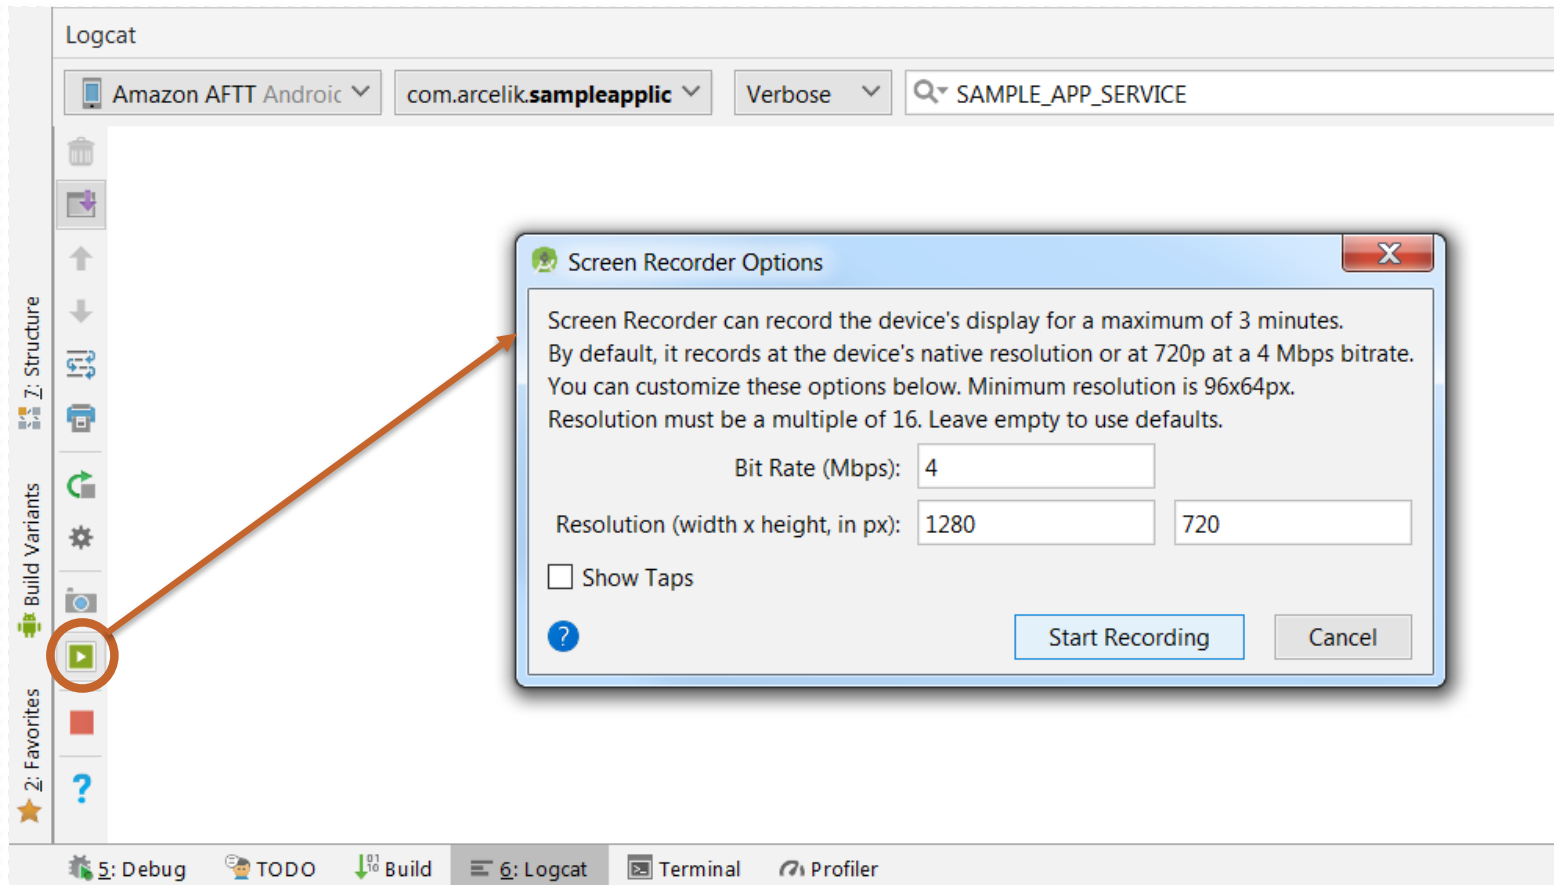 Logcat
Amazon AFTT Androic
com.arcelik.sampleapplic
Verbose
SAMPLE_APP_SERVICE
Screen Recorder Options
X
Screen Recorder can record the device's display for a maximum of 3 minutes.
By default, it records at the device's native resolution or at 720p at a 4 Mbps bitrate.
You can customize these options below. Minimum resolution is 96x64px.
Resolution must be a multiple of 16. Leave empty to use defaults.
Bit Rate (Mbps): 4
Resolution (width x height, in px): 1280 720
Show Taps
? Start Recording Cancel
7: Structure
Build Variants
2: Favorites
?
5: Debug TODO Build 6: Logcat Terminal Profiler